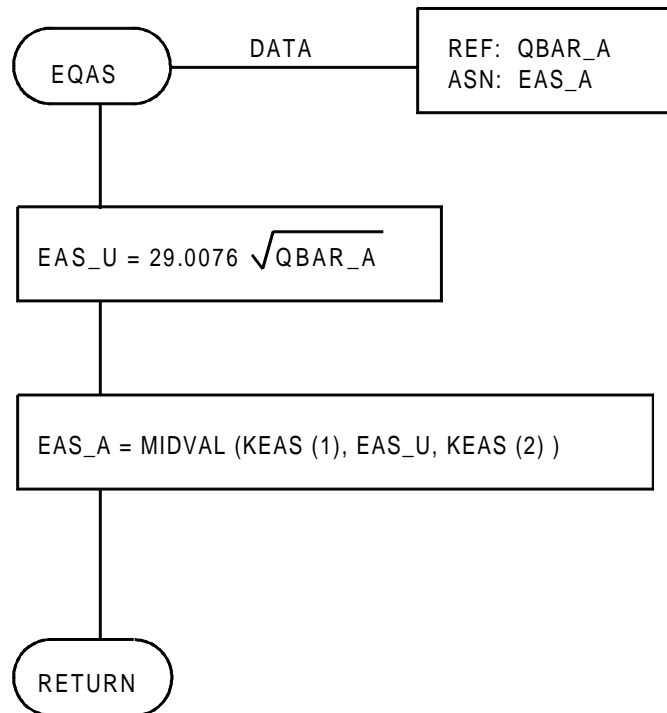 EQAS
DATA
REF: QBAR_A
ASN: EAS_A
EAS_U = 29.0076 √QBAR_A
EAS_A = MIDVAL (KEAS (1), EAS_U, KEAS (2) )
RETURN